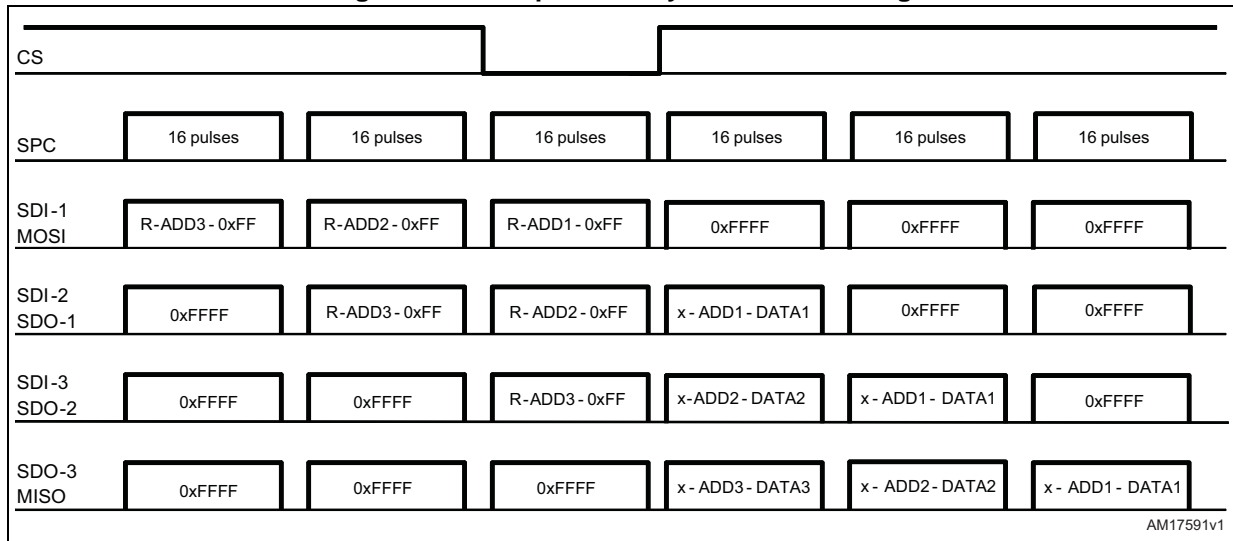 CS
SPC 16 pulses 16 pulses 16 pulses 16 pulses 16 pulses 16 pulses
SDI-1
MOSI R-ADD3-0xFF R-ADD2-0xFF R-ADD1-0xFF 0xFFFF 0xFFFF 0xFFFF
SDI-2
SDO-1 0xFFFF R-ADD3-0xFF R-ADD2-0xFF x-ADD1-DATA1 0xFFFF 0xFFFF
SDI-3
SDO-2 0xFFFF 0xFFFF R-ADD3-0xFF x-ADD2-DATA2 x-ADD1-DATA1 0xFFFF
SDO-3
MISO 0xFFFF 0xFFFF 0xFFFF x-ADD3-DATA3 x-ADD2-DATA2 x-ADD1-DATA1
AM17591v1